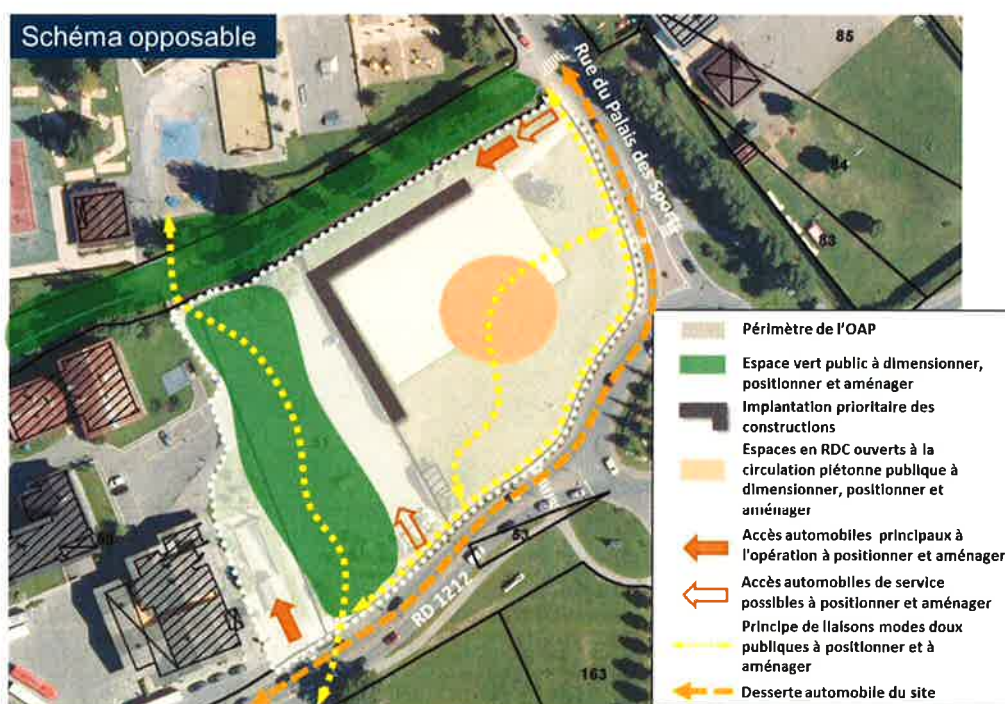 Schéma opposable
Rue du Palais des Sports
85
84
83
51
53
RD 1212
163
Périmètre de l'OAP
Espace vert public à dimensionner,
positionner et aménager
Implantation prioritaire des
constructions
Espaces en RDC ouverts à la
circulation piétonne publique à
dimensionner, positionner et
aménager
Accès automobiles principaux à
l'opération à positionner et aménager
Accès automobiles de service
possibles à positionner et aménager
Principe de liaisons modes doux
publiques à positionner et à
aménager
Desserte automobile du site